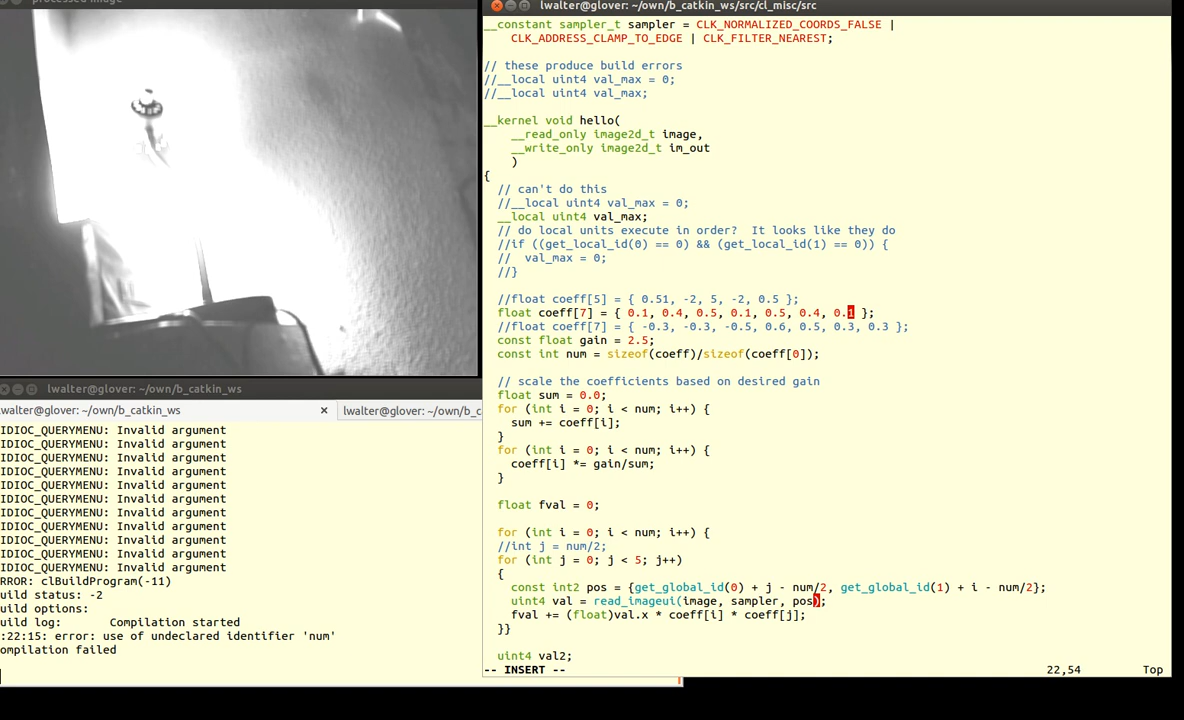 processed image
lwalter@glover: ~/own/b_catkin_ws
lwalter@glover: ~/own/b_catkin_ws ×
lwalter@glover: ~/own/b_c
IDIOC_QUERYMENU: Invalid argument
IDIOC_QUERYMENU: Invalid argument
IDIOC_QUERYMENU: Invalid argument
IDIOC_QUERYMENU: Invalid argument
IDIOC_QUERYMENU: Invalid argument
IDIOC_QUERYMENU: Invalid argument
IDIOC_QUERYMENU: Invalid argument
IDIOC_QUERYMENU: Invalid argument
IDIOC_QUERYMENU: Invalid argument
IDIOC_QUERYMENU: Invalid argument
IDIOC_QUERYMENU: Invalid argument
RROR: clBuildProgram(-11)
uild status: -2
uild options:
uild log:       Compilation started
:22:15: error: use of undeclared identifier 'num'
ompilation failed
lwalter@glover: ~/own/b_catkin_ws/src/cl_misc/src
__constant sampler_t sampler = CLK_NORMALIZED_COORDS_FALSE |
    CLK_ADDRESS_CLAMP_TO_EDGE | CLK_FILTER_NEAREST;
// these produce build errors
//__local uint4 val_max = 0;
//__local uint4 val_max;
__kernel void hello(
    __read_only image2d_t image,
    __write_only image2d_t im_out
    )
{
  // can't do this
  //__local uint4 val_max = 0;
  __local uint4 val_max;
  // do local units execute in order?  It looks like they do
  //if ((get_local_id(0) == 0) && (get_local_id(1) == 0)) {
  //  val_max = 0;
  //}
  //float coeff[5] = { 0.51, -2, 5, -2, 0.5 };
  float coeff[7] = { 0.1, 0.4, 0.5, 0.1, 0.5, 0.4, 0.1 };
  //float coeff[7] = { -0.3, -0.3, -0.5, 0.6, 0.5, 0.3, 0.3 };
  const float gain = 2.5;
  const int num = sizeof(coeff)/sizeof(coeff[0]);
  // scale the coefficients based on desired gain
  float sum = 0.0;
  for (int i = 0; i < num; i++) {
    sum += coeff[i];
  }
  for (int i = 0; i < num; i++) {
    coeff[i] *= gain/sum;
  }
  float fval = 0;
  for (int i = 0; i < num; i++) {
  //int j = num/2;
  for (int j = 0; j < 5; j++)
  {
    const int2 pos = {get_global_id(0) + j - num/2, get_global_id(1) + i - num/2};
    uint4 val = read_imageui(image, sampler, pos);
    fval += (float)val.x * coeff[i] * coeff[j];
  }}
  uint4 val2;
-- INSERT --
22,54
Top